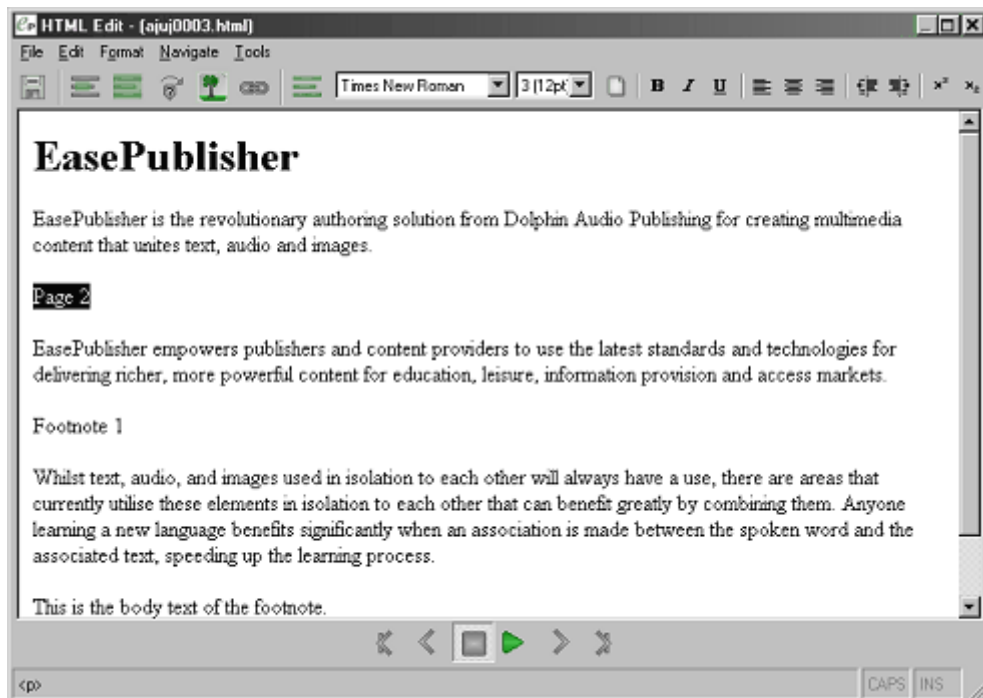 HTML Edit - (ajuj0003.html)
File Edit Format Navigate Tools
Times New Roman 3 (12pt) B I U x² x₂
EasePublisher
EasePublisher is the revolutionary authoring solution from Dolphin Audio Publishing for creating multimedia
content that unites text, audio and images.
Page 2
EasePublisher empowers publishers and content providers to use the latest standards and technologies for
delivering richer, more powerful content for education, leisure, information provision and access markets.
Footnote 1
Whilst text, audio, and images used in isolation to each other will always have a use, there are areas that
currently utilise these elements in isolation to each other that can benefit greatly by combining them. Anyone
learning a new language benefits significantly when an association is made between the spoken word and the
associated text, speeding up the learning process.
This is the body text of the footnote.
<p> CAPS INS